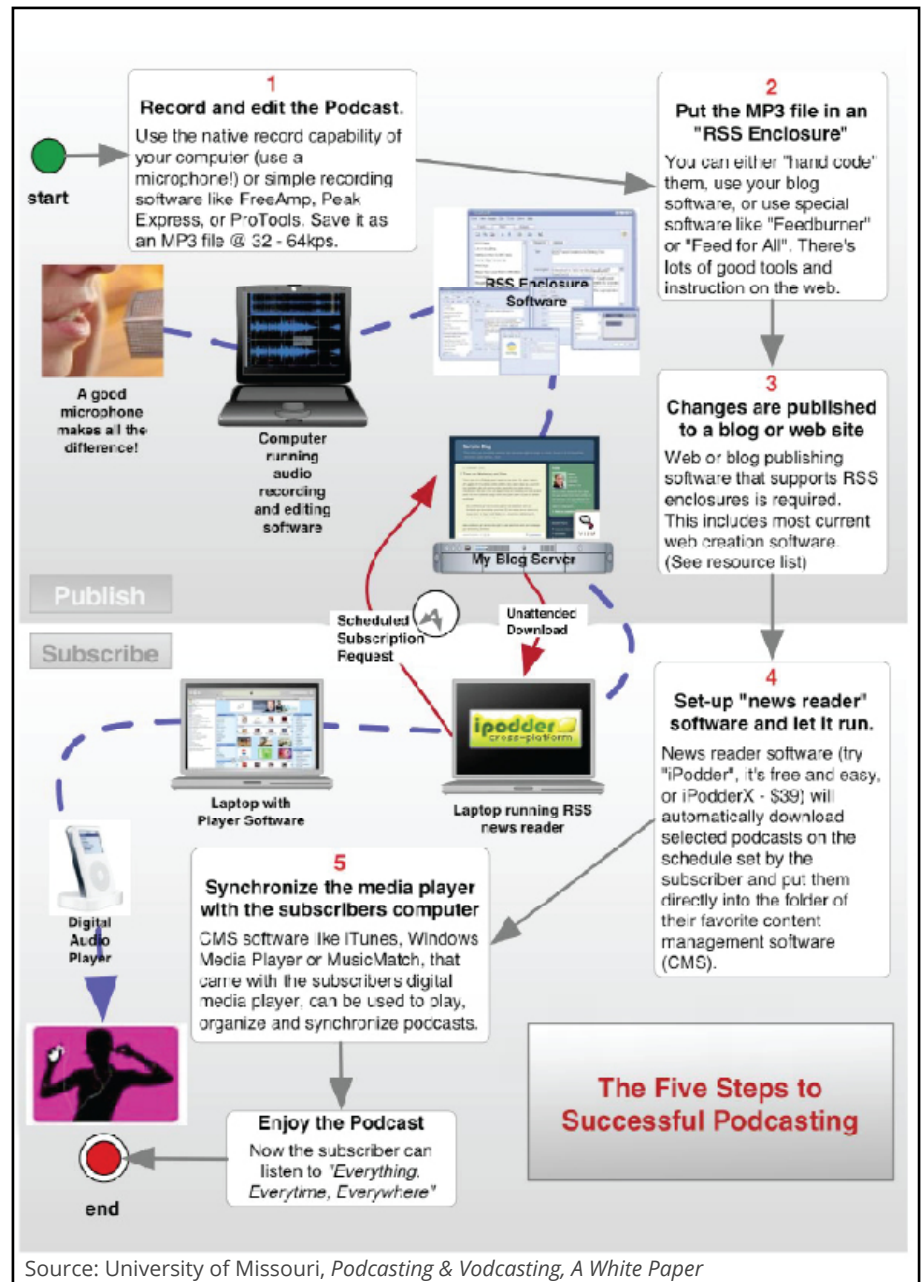 1
Record and edit the Podcast.
Use the native record capability of
your computer (use a
microphone!) or simple recording
software like FreeAmp, Peak
Express, or ProTools. Save it as
an MP3 file @ 32 - 64kps.
start
2
Put the MP3 file in an
"RSS Enclosure"
You can either "hand code"
them, use your blog
software, or use special
software like "Feedburner"
or "Feed for All". There's
lots of good tools and
instruction on the web.
RSS Enclosure
Software
A good
microphone
makes all the
difference!
Computer
running
audio
recording
and editing
software
3
Changes are published
to a blog or web site
Web or blog publishing
software that supports RSS
enclosures is required.
This includes most current
web creation software.
(See resource list)
My Blog Server
Publish
Subscribe
Scheduled
Subscription
Request
Unattended
Download
4
Set-up "news reader"
software and let it run.
News reader software (try
"iPodder", it's free and easy,
or iPodderX - $39) will
automatically download
selected podcasts on the
schedule set by the
subscriber and put them
directly into the folder of
their favorite content
management software
(CMS).
ipodder
cross-platform
Laptop with
Player Software
Laptop running RSS
news reader
Digital
Audio
Player
5
Synchronize the media player
with the subscribers computer
CMS software like iTunes, Windows
Media Player or MusicMatch, that
came with the subscribers digital
media player, can be used to play,
organize and synchronize podcasts.
The Five Steps to
Successful Podcasting
Enjoy the Podcast
Now the subscriber can
listen to "Everything,
Everytime, Everywhere"
end
Source: University of Missouri, Podcasting & Vodcasting, A White Paper